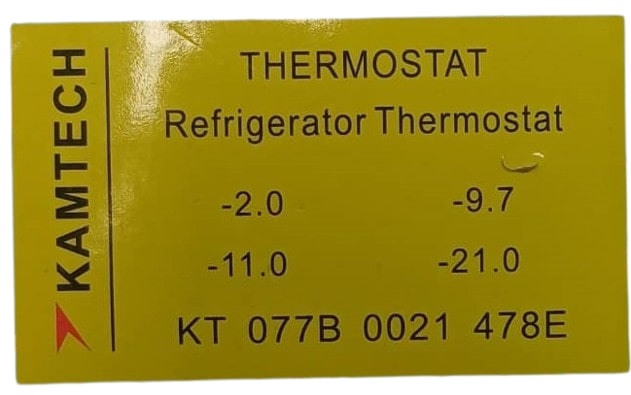 KAMTECH
THERMOSTAT
Refrigerator Thermostat
-2.0 -9.7
-11.0 -21.0
KT 077B 0021 478E